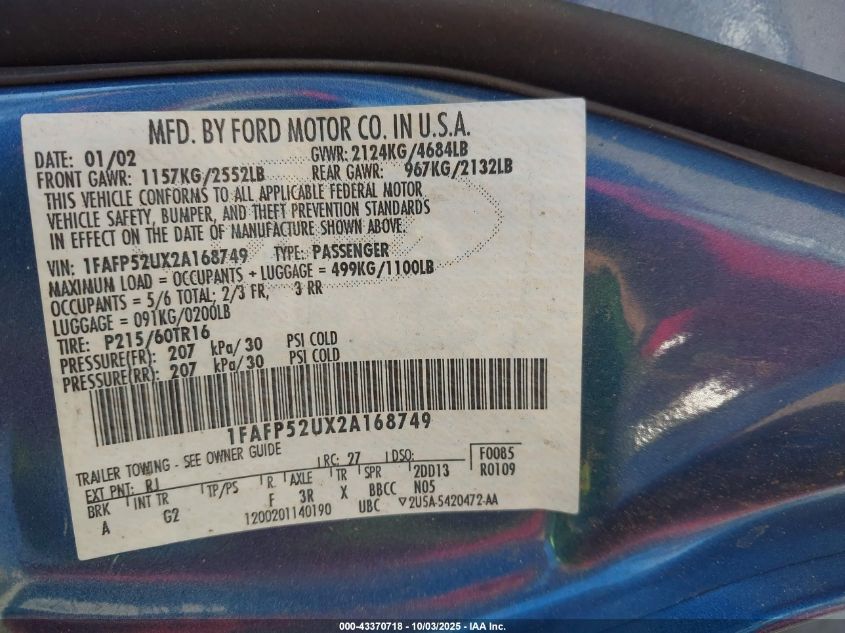 MFD. BY FORD MOTOR CO. IN U.S.A.
DATE: 01/02 GVWR: 2124KG/4684LB
FRONT GAWR: 1157KG/2552LB REAR GAWR: 967KG/2132LB
THIS VEHICLE CONFORMS TO ALL APPLICABLE FEDERAL MOTOR
VEHICLE SAFETY, BUMPER, AND THEFT PREVENTION STANDARDS
IN EFFECT ON THE DATE OF MANUFACTURE SHOWN ABOVE.
VIN: 1FAFP52UX2A168749 TYPE: PASSENGER
MAXIMUM LOAD = OCCUPANTS + LUGGAGE = 499KG/1100LB
OCCUPANTS = 5/6 TOTAL: 2/3 FR, 3 RR
LUGGAGE = 091KG/0200LB
TIRE: P215/60TR16
PRESSURE(FR): 207 kPa/ 30 PSI COLD
PRESSURE(RR): 207 kPa/ 30 PSI COLD
1FAFP52UX2A168749
TRAILER TOWING - SEE OWNER GUIDE
EXT PNT: RJ RC: 27 DSO: F0085
BRK INT TR TP/PS R AXLE TR SPR 2DD13 R0109
A G2 F 3R X BBCC N05
1200201140190 UBC ▽2U5A-5420472-AA
000-43370718 - 10/03/2025 - IAA Inc.